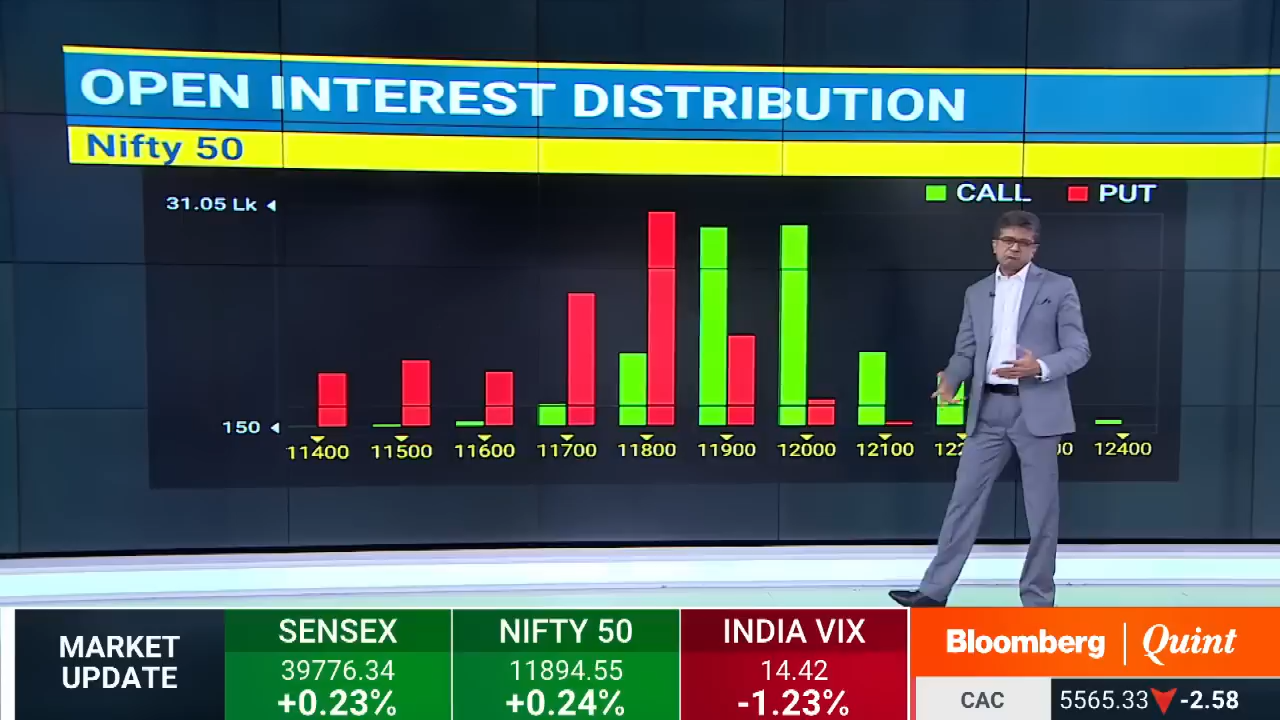 OPEN INTEREST DISTRIBUTION
Nifty 50
31.05 Lk
CALL PUT
150
11400 11500 11600 11700 11800 11900 12000 12100 12400
MARKET UPDATE
SENSEX
39776.34
+0.23%
NIFTY 50
11894.55
+0.24%
INDIA VIX
14.42
-1.23%
Bloomberg | Quint
CAC 5565.33 -2.58